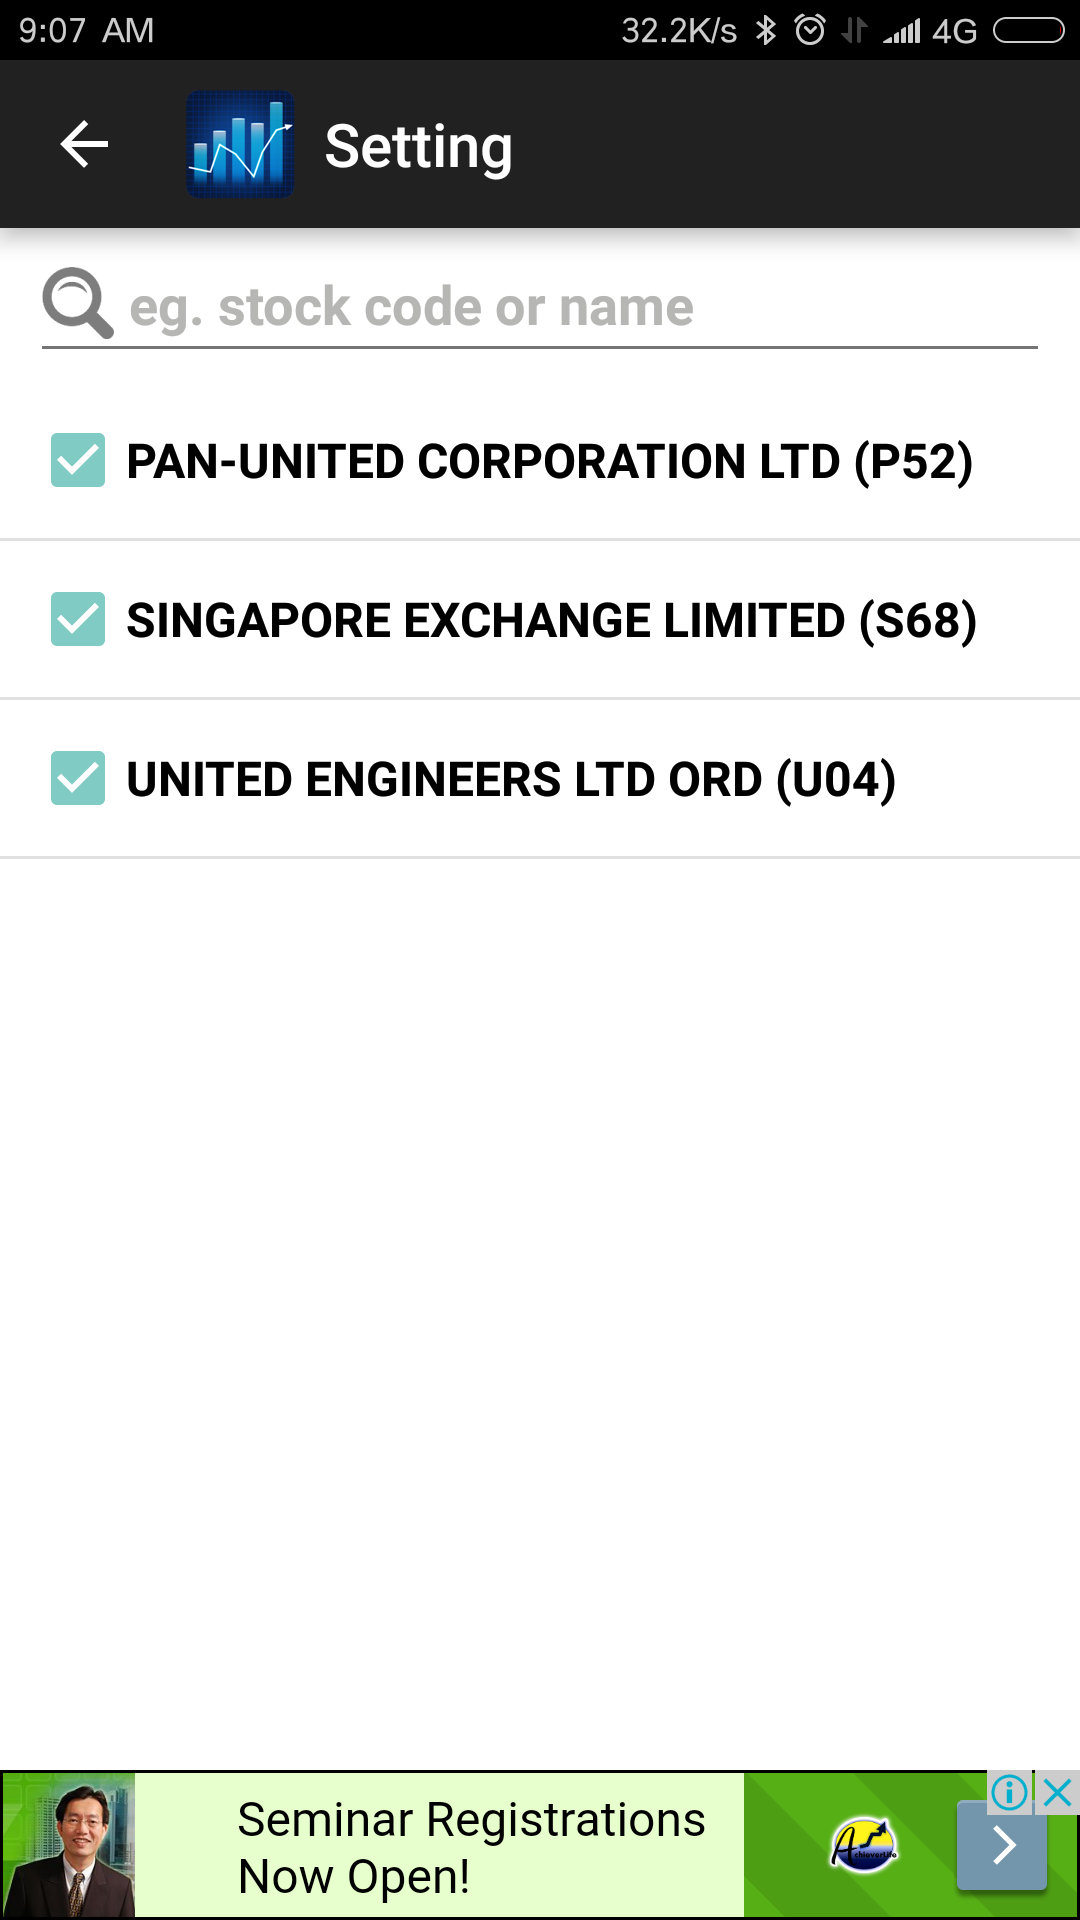 9:07 AM 32.2K/s 4G
Setting
eg. stock code or name
PAN-UNITED CORPORATION LTD (P52)
SINGAPORE EXCHANGE LIMITED (S68)
UNITED ENGINEERS LTD ORD (U04)
Seminar Registrations
Now Open!
AchieverLife